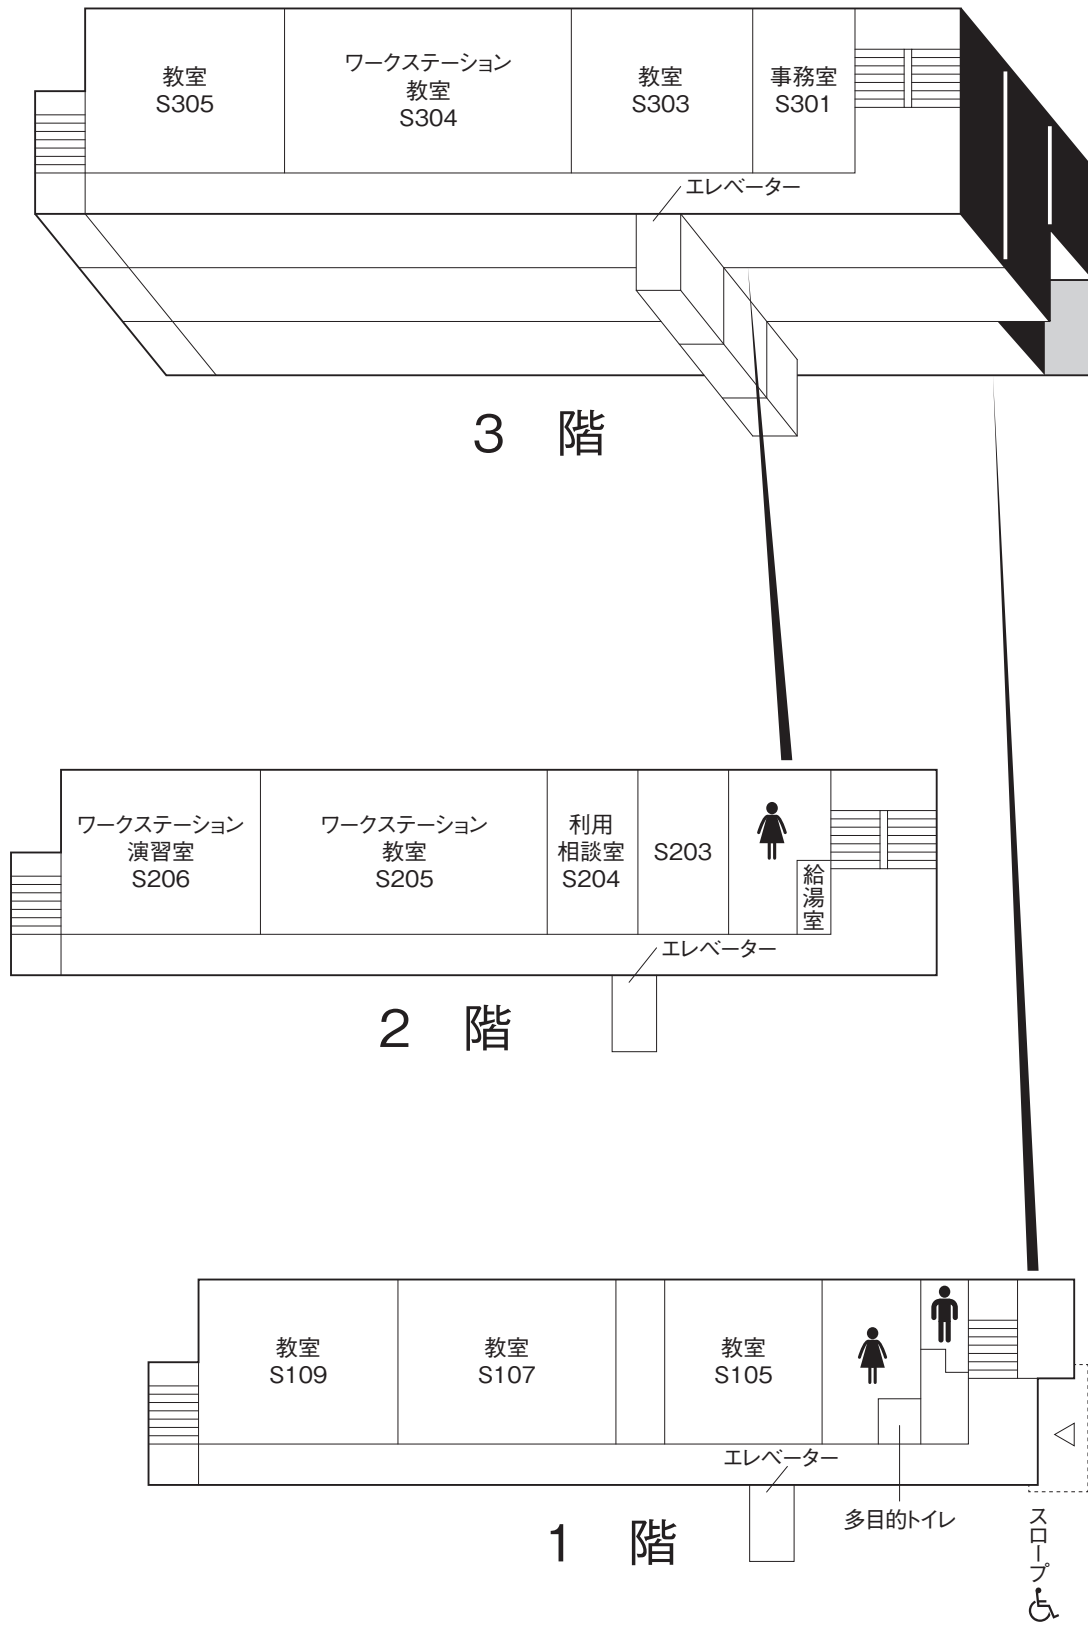 教室
S305
ワークステーション
教室
S304
教室
S303
事務室
S301
エレベーター
3 階
ワークステーション
演習室
S206
ワークステーション
教室
S205
利用
相談室
S204
S203
給湯室
エレベーター
2 階
教室
S109
教室
S107
教室
S105
エレベーター
多目的トイレ
スロープ
1 階